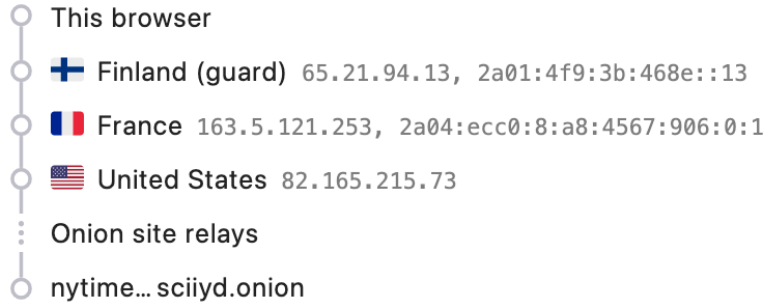 This browser
Finland (guard) 65.21.94.13, 2a01:4f9:3b:468e::13
France 163.5.121.253, 2a04:ecc0:8:a8:4567:906:0:1
United States 82.165.215.73
Onion site relays
nytime… sciiyd.onion